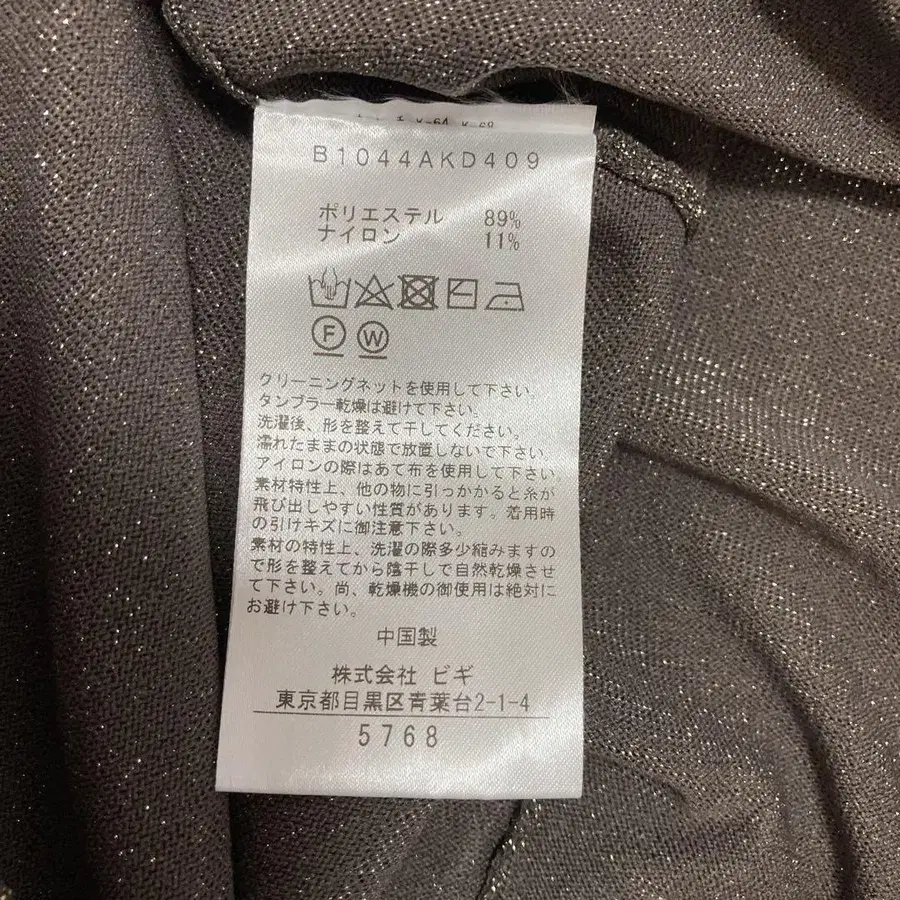 B1044AKD409
ポリエステル 89%
ナイロン 11%
F W
クリーニングネットを使用して下さい。
タンブラー乾燥は避けて下さい。
洗濯後、形を整えて干してください。
濡れたままの状態で放置しないで下さい。
アイロンの際はあて布を使用して下さい
素材特性上、他の物に引っかかると糸が
飛び出しやすい性質があります。着用時
の引けキズに御注意下さい。
素材の特性上、洗濯の際多少縮みますの
で形を整えてから陰干しで自然乾燥させ
て下さい。尚、乾燥機の御使用は絶対に
お避け下さい。
中国製
株式会社 ビギ
東京都目黒区青葉台2-1-4
5768